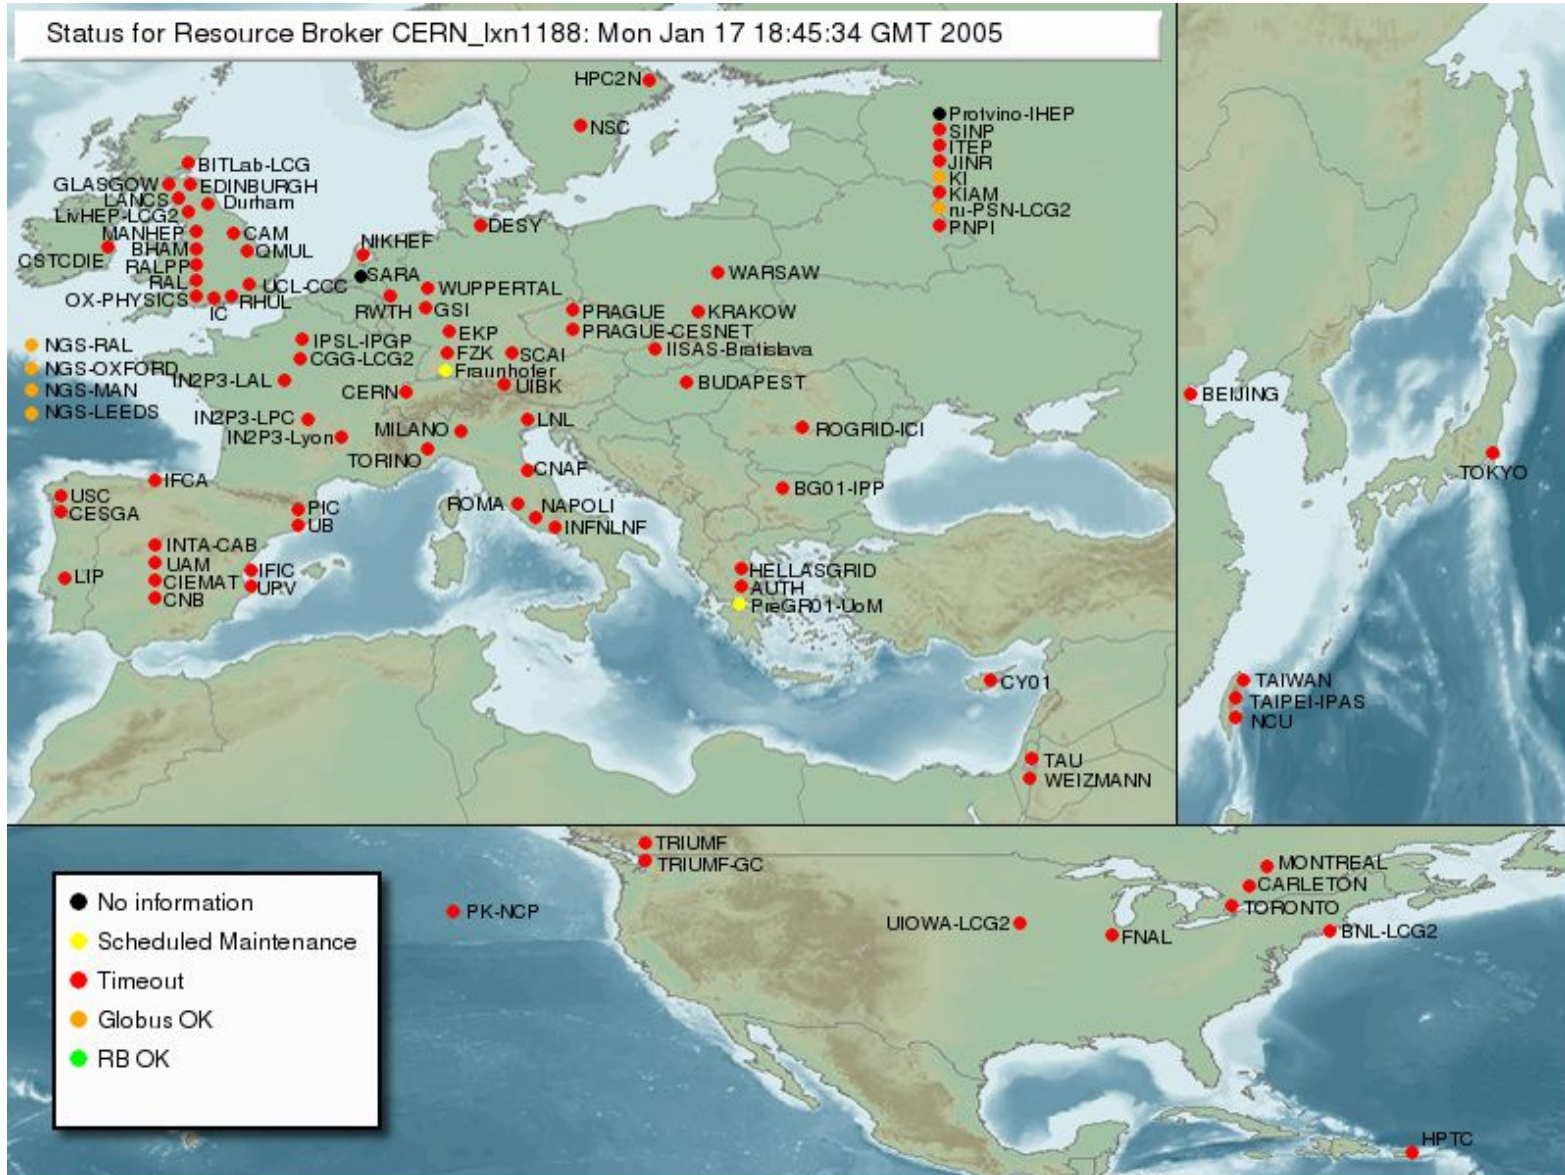 Status for Resource Broker CERN_lxn1188: Mon Jan 17 18:45:34 GMT 2005
HPC2N
NSC
Protvino-IHEP
SINP
ITEP
JINR
KI
KIAM
ru-PSN-LCG2
PNPI
BITLab-LCG
GLASGOW
EDINBURGH
LANCS
Durham
LivHEP-LCG2
MANHEP
CAM
BHAM
QMUL
CSTCDIE
RALPP
RAL
UCL-CCC
OX-PHYSICS
IC
RHUL
NIKHEF
SARA
DESY
WUPPERTAL
RWTH
GSI
WARSAW
PRAGUE
KRAKOW
PRAGUE-CESNET
EKP
IISAS-Bratislava
IPSL-IPGP
FZK
SCAI
CGG-LCG2
Fraunhofer
NGS-RAL
NGS-OXFORD
NGS-MAN
NGS-LEEDS
IN2P3-LAL
UIBK
BUDAPEST
CERN
IN2P3-LPC
LNL
IN2P3-Lyon
MILANO
ROGRID-ICI
TORINO
CNAF
IFCA
BG01-IPP
USC
CESGA
PIC
UB
ROMA
NAPOLI
INFNLNF
INTA-CAB
UAM
IFIC
LIP
CIEMAT
UPV
CNB
HELLASGRID
AUTH
PreGR01-UoM
CY01
TAU
WEIZMANN
BEIJING
TOKYO
TAIWAN
TAIPEI-IPAS
NCU
TRIUMF
TRIUMF-GC
MONTREAL
CARLETON
TORONTO
PK-NCP
UIOWA-LCG2
FNAL
BNL-LCG2
HPTC
No information
Scheduled Maintenance
Timeout
Globus OK
RB OK